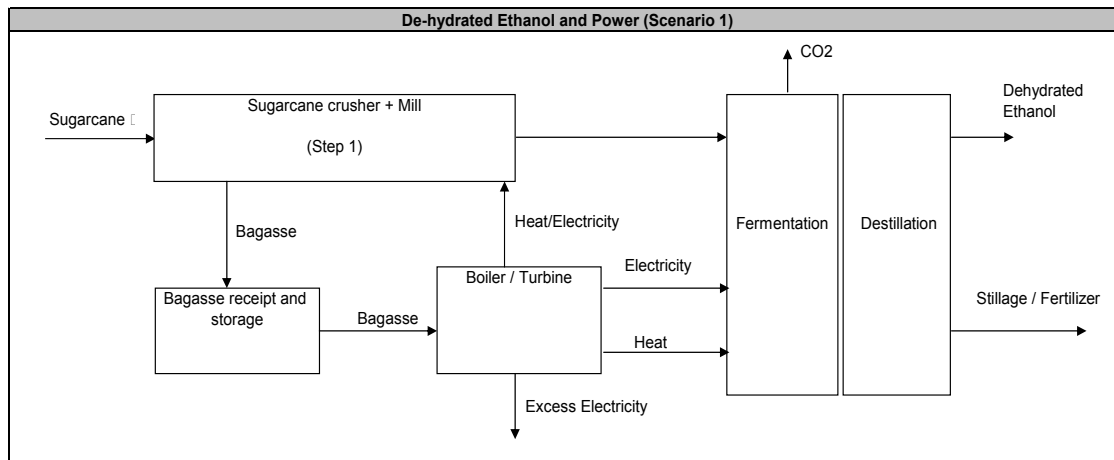 De-hydrated Ethanol and Power (Scenario 1)
CO2
Sugarcane crusher + Mill
(Step 1)
Sugarcane
Dehydrated
Ethanol
Bagasse
Heat/Electricity
Fermentation
Destillation
Electricity
Boiler / Turbine
Bagasse receipt and
storage
Bagasse
Heat
Stillage / Fertilizer
Excess Electricity